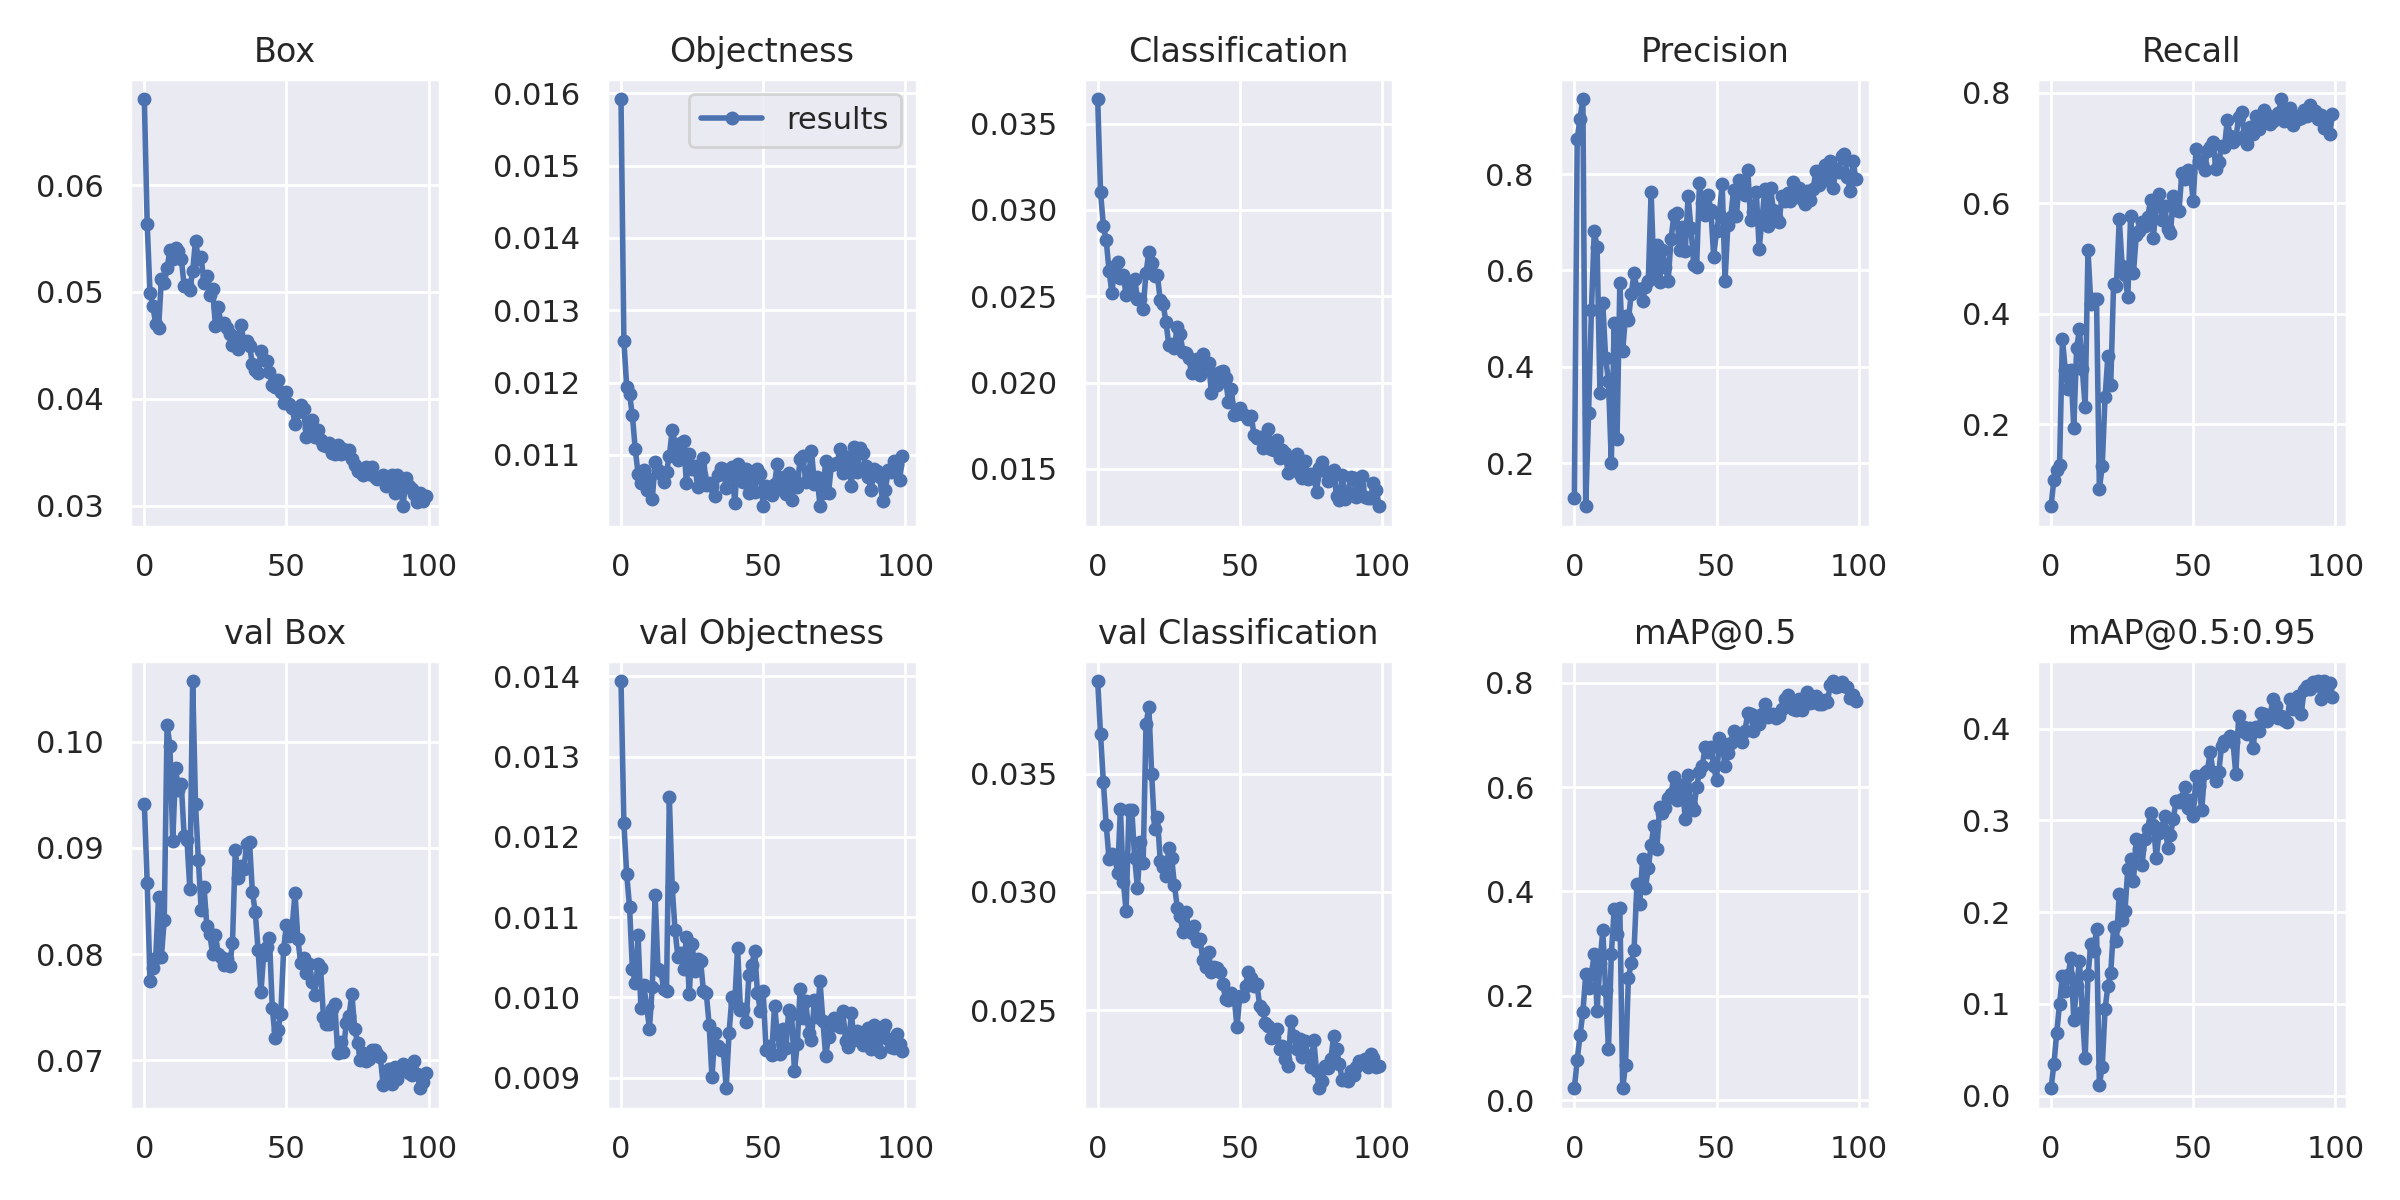 Box
Objectness
Classification
Precision
Recall
0.06
0.05
0.04
0.03
0 50 100
results
0.016
0.015
0.014
0.013
0.012
0.011
0 50 100
0.035
0.030
0.025
0.020
0.015
0 50 100
0.8
0.6
0.4
0.2
0 50 100
0.8
0.6
0.4
0.2
0 50 100
val Box
val Objectness
val Classification
mAP@0.5
mAP@0.5:0.95
0.10
0.09
0.08
0.07
0 50 100
0.014
0.013
0.012
0.011
0.010
0.009
0 50 100
0.035
0.030
0.025
0 50 100
0.8
0.6
0.4
0.2
0.0
0 50 100
0.4
0.3
0.2
0.1
0.0
0 50 100